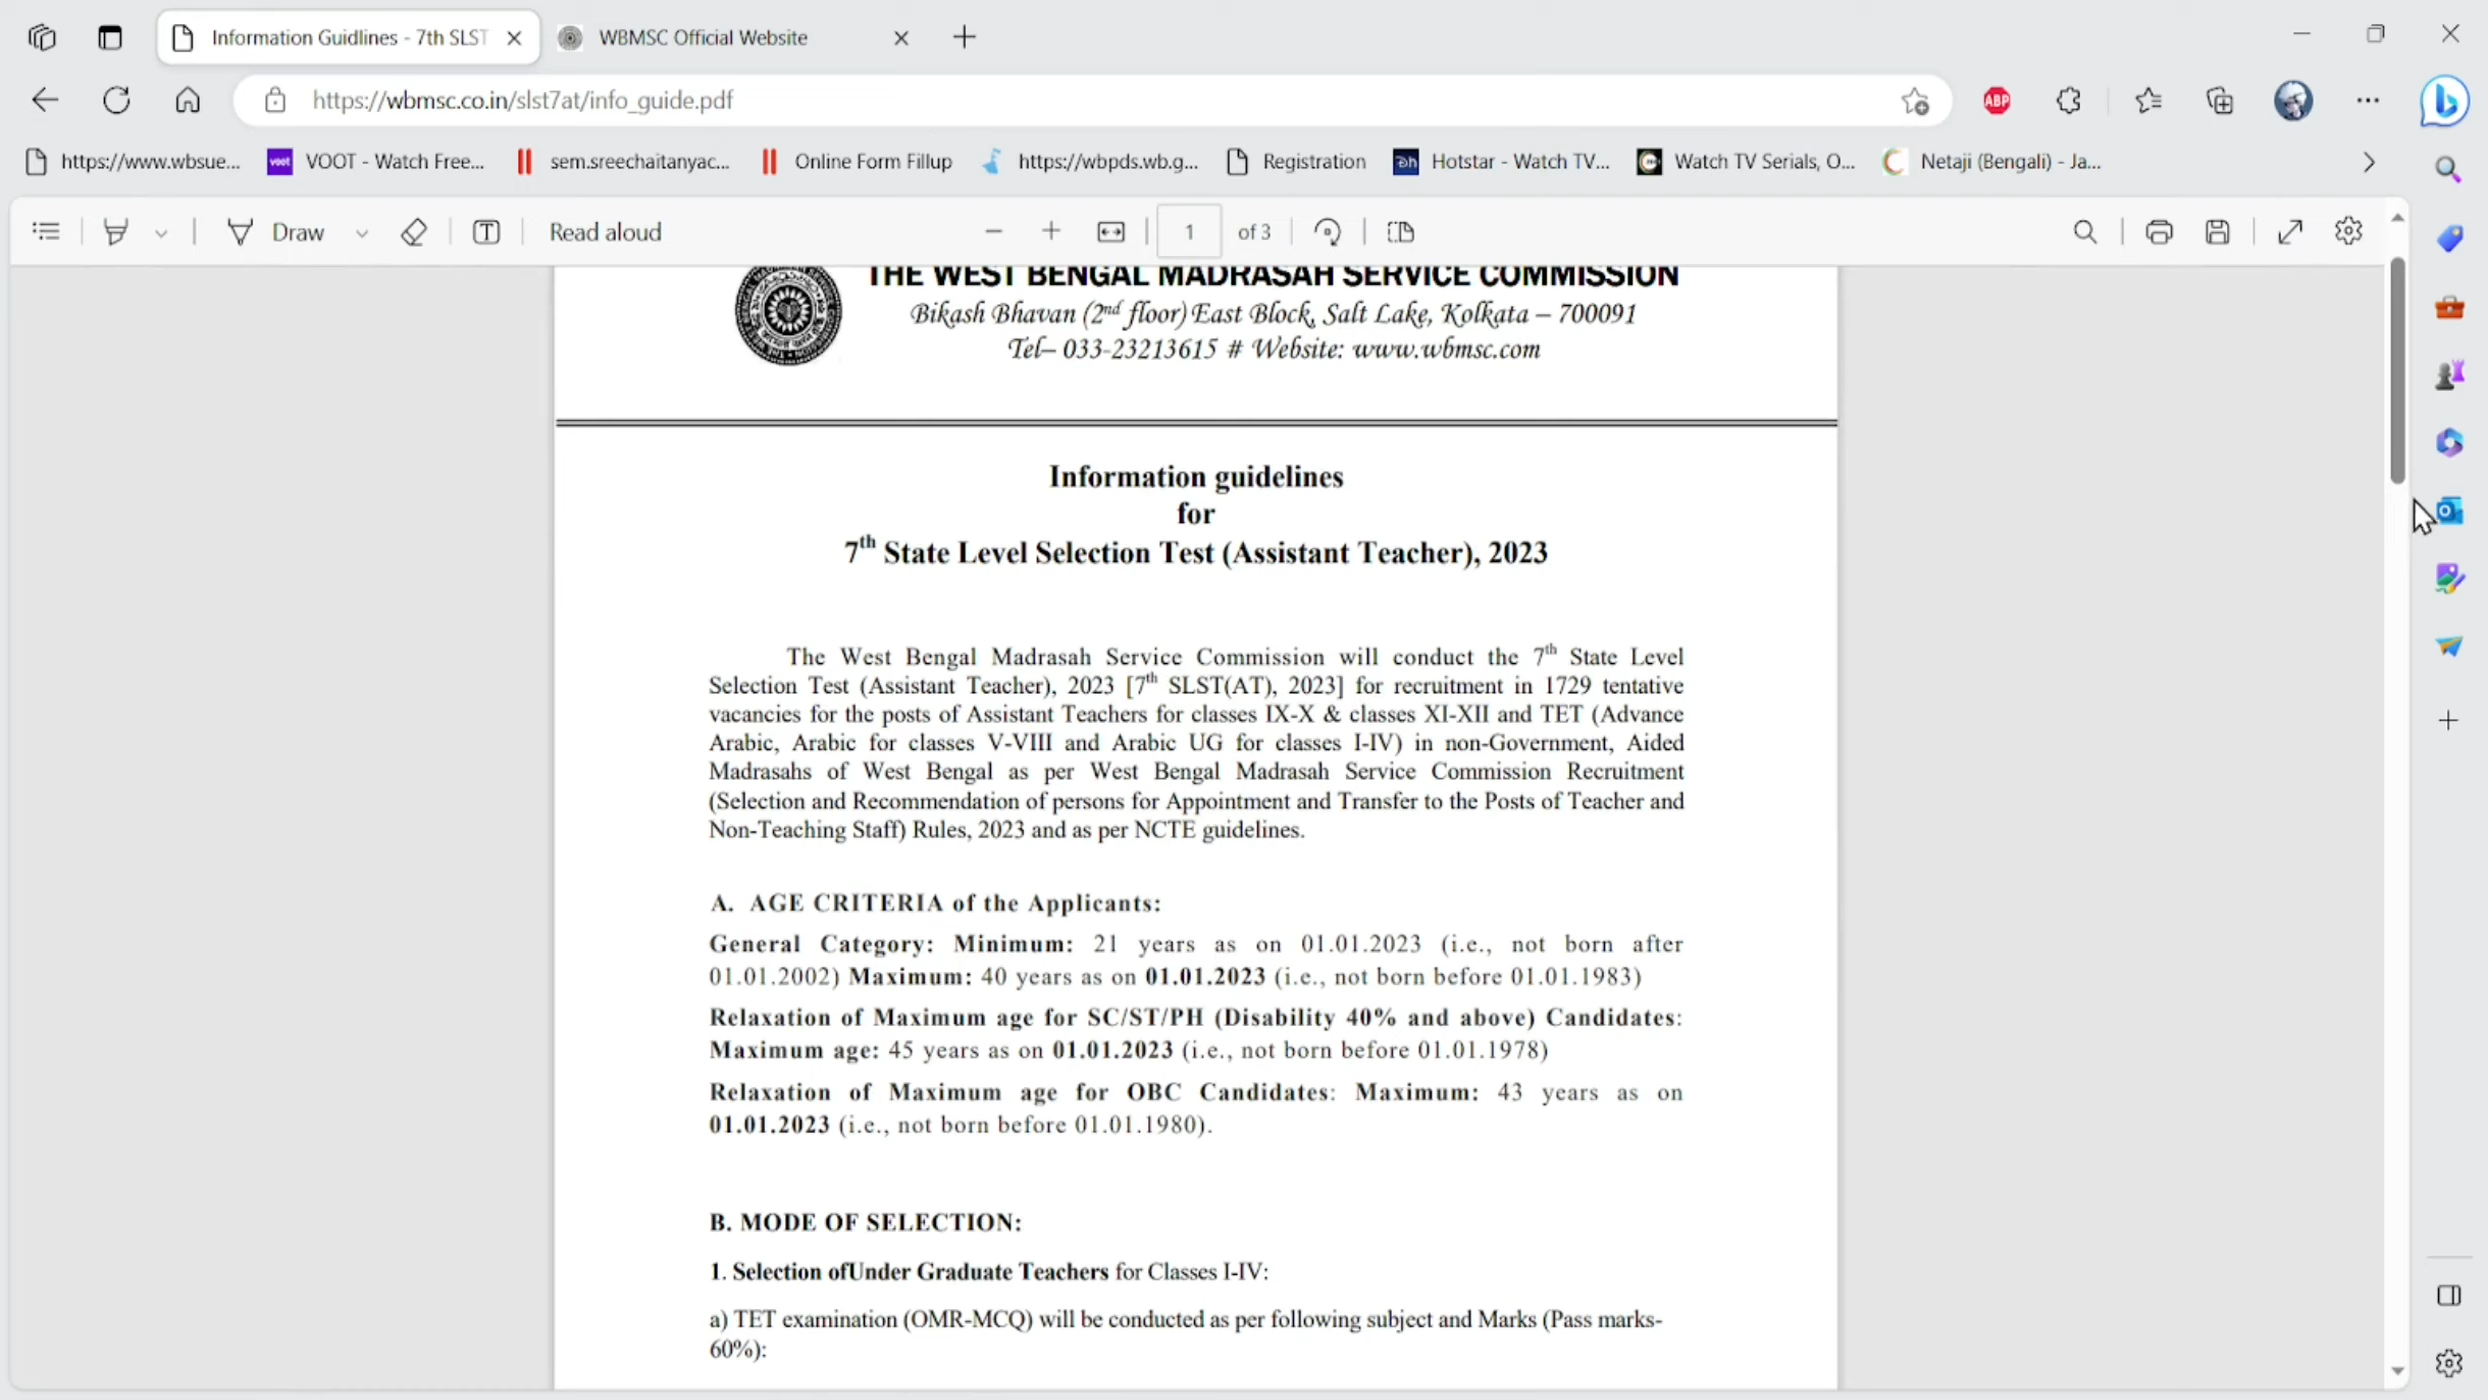 Information Guidlines - 7th SLST
WBMSC Official Website
https://wbmsc.co.in/slst7at/info_guide.pdf
ABP
https://www.wbsue...
voot
VOOT - Watch Free...
sem.sreechaitanyac...
Online Form Fillup
https://wbpds.wb.g...
Registration
Hotstar - Watch TV...
Watch TV Serials, O...
Netaji (Bengali) - Ja...
Draw
Read aloud
1 of 3
THE WEST BENGAL MADRASAH SERVICE COMMISSION
Bikash Bhavan (2nd floor) East Block, Salt Lake, Kolkata – 700091
Tel– 033-23213615 # Website: www.wbmsc.com
Information guidelines
for
7th State Level Selection Test (Assistant Teacher), 2023
The West Bengal Madrasah Service Commission will conduct the 7th State Level
Selection Test (Assistant Teacher), 2023 [7th SLST(AT), 2023] for recruitment in 1729 tentative
vacancies for the posts of Assistant Teachers for classes IX-X & classes XI-XII and TET (Advance
Arabic, Arabic for classes V-VIII and Arabic UG for classes I-IV) in non-Government, Aided
Madrasahs of West Bengal as per West Bengal Madrasah Service Commission Recruitment
(Selection and Recommendation of persons for Appointment and Transfer to the Posts of Teacher and
Non-Teaching Staff) Rules, 2023 and as per NCTE guidelines.
A. AGE CRITERIA of the Applicants:
General Category: Minimum: 21 years as on 01.01.2023 (i.e., not born after
01.01.2002) Maximum: 40 years as on 01.01.2023 (i.e., not born before 01.01.1983)
Relaxation of Maximum age for SC/ST/PH (Disability 40% and above) Candidates:
Maximum age: 45 years as on 01.01.2023 (i.e., not born before 01.01.1978)
Relaxation of Maximum age for OBC Candidates: Maximum: 43 years as on
01.01.2023 (i.e., not born before 01.01.1980).
B. MODE OF SELECTION:
1. Selection ofUnder Graduate Teachers for Classes I-IV:
a) TET examination (OMR-MCQ) will be conducted as per following subject and Marks (Pass marks-
60%):